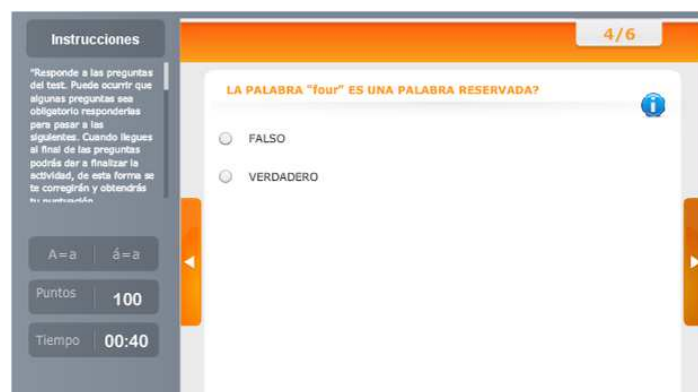 Instrucciones
"Responde a las preguntas
del test. Puede ocurrir que
algunas preguntas sea
obligatorio responderlas
para pasar a las
siguientes. Cuando llegues
al final de las preguntas
podrás dar a finalizar la
actividad, de esta forma se
te corregirán y obtendrás
tu puntuación
A=a á=a
Puntos 100
Tiempo 00:40
4/6
LA PALABRA "four" ES UNA PALABRA RESERVADA?
i
FALSO
VERDADERO